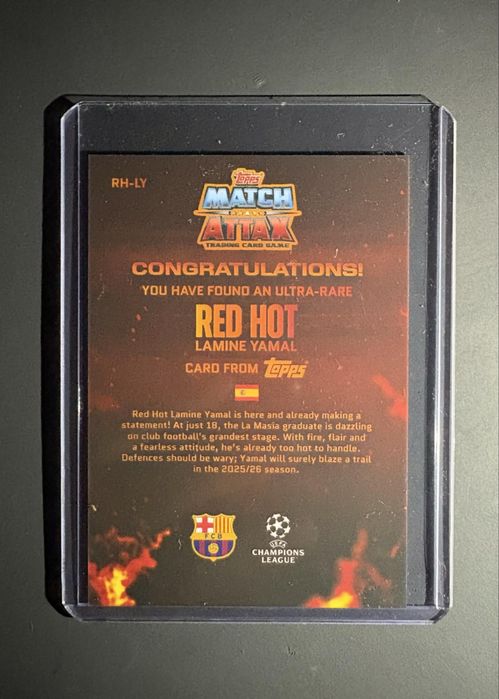 RH-LY
Topps
MATCH
ATTAX
TRADING CARD GAME
CONGRATULATIONS!
YOU HAVE FOUND AN ULTRA-RARE
RED HOT
LAMINE YAMAL
CARD FROM Topps
Red Hot Lamine Yamal is here and already making a
statement! At just 18, the La Masia graduate is dazzling
on club football's grandest stage. With fire, flair and
a fearless attitude, he's already too hot to handle.
Defences should be wary; Yamal will surely blaze a trail
in the 2025/26 season.
FCB
UEFA
CHAMPIONS
LEAGUE